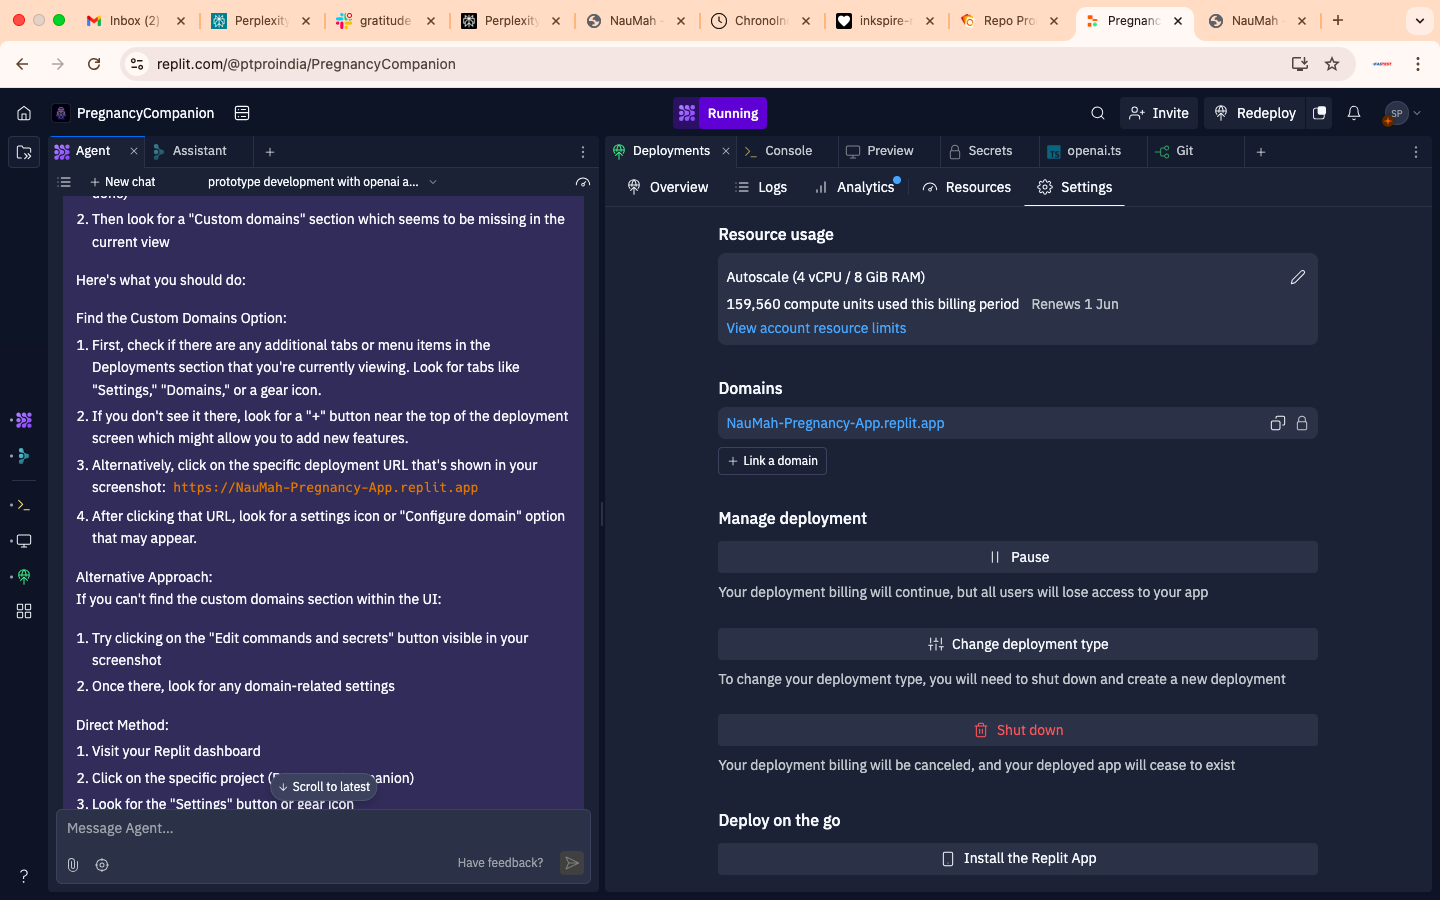 Inbox (2)
Perplexity
gratitude
Perplexity
NauMah -
ChronoIn
inkspire-
Repo Pro
Pregnanc
NauMah -
replit.com/@ptproindia/PregnancyCompanion
PregnancyCompanion
Running
Invite
Redeploy
SP
Agent
Assistant
New chat
prototype development with openai a...
done)
2. Then look for a "Custom domains" section which seems to be missing in the
current view
Here's what you should do:
Find the Custom Domains Option:
1. First, check if there are any additional tabs or menu items in the
Deployments section that you're currently viewing. Look for tabs like
"Settings," "Domains," or a gear icon.
2. If you don't see it there, look for a "+" button near the top of the deployment
screen which might allow you to add new features.
3. Alternatively, click on the specific deployment URL that's shown in your
screenshot: https://NauMah-Pregnancy-App.replit.app
4. After clicking that URL, look for a settings icon or "Configure domain" option
that may appear.
Alternative Approach:
If you can't find the custom domains section within the UI:
1. Try clicking on the "Edit commands and secrets" button visible in your
screenshot
2. Once there, look for any domain-related settings
Direct Method:
1. Visit your Replit dashboard
2. Click on the specific project (P anion)
Scroll to latest
3. Look for the "Settings" button or gear icon
Message Agent...
Have feedback?
Deployments
Console
Preview
Secrets
TS openai.ts
Git
Overview
Logs
Analytics
Resources
Settings
Resource usage
Autoscale (4 vCPU / 8 GiB RAM)
159,560 compute units used this billing period Renews 1 Jun
View account resource limits
Domains
NauMah-Pregnancy-App.replit.app
+ Link a domain
Manage deployment
Pause
Your deployment billing will continue, but all users will lose access to your app
Change deployment type
To change your deployment type, you will need to shut down and create a new deployment
Shut down
Your deployment billing will be canceled, and your deployed app will cease to exist
Deploy on the go
Install the Replit App